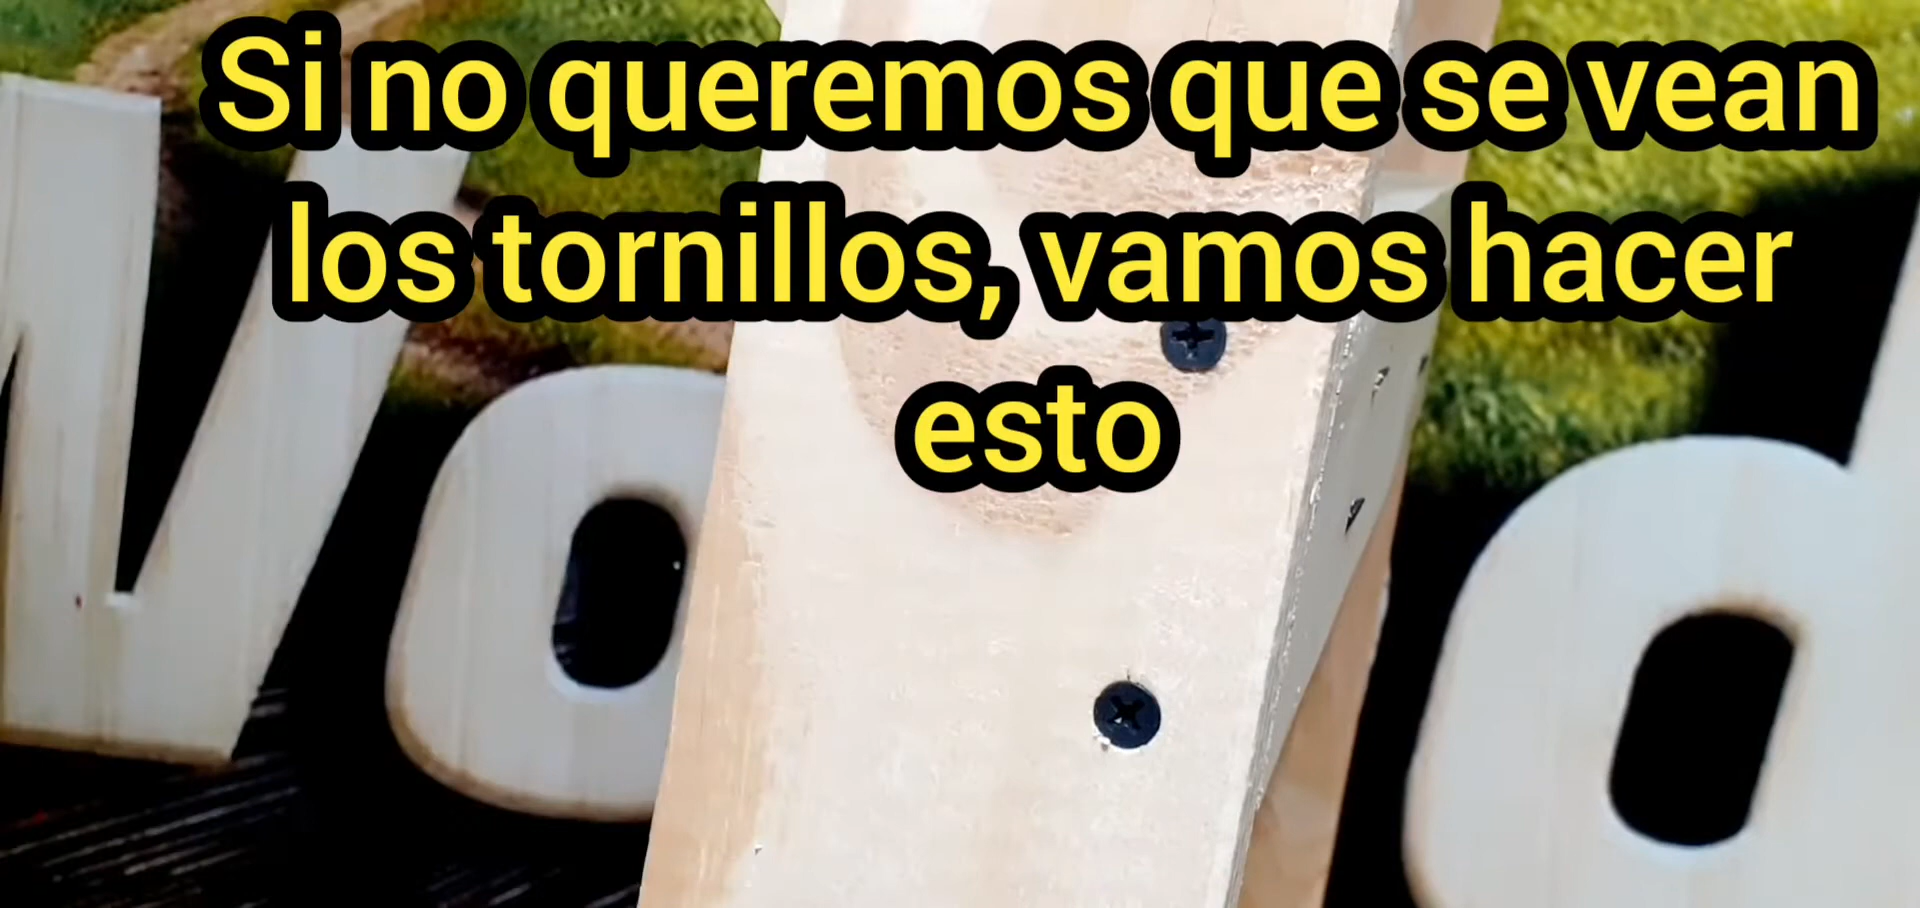 Si no queremos que se vean
los tornillos, vamos hacer
esto